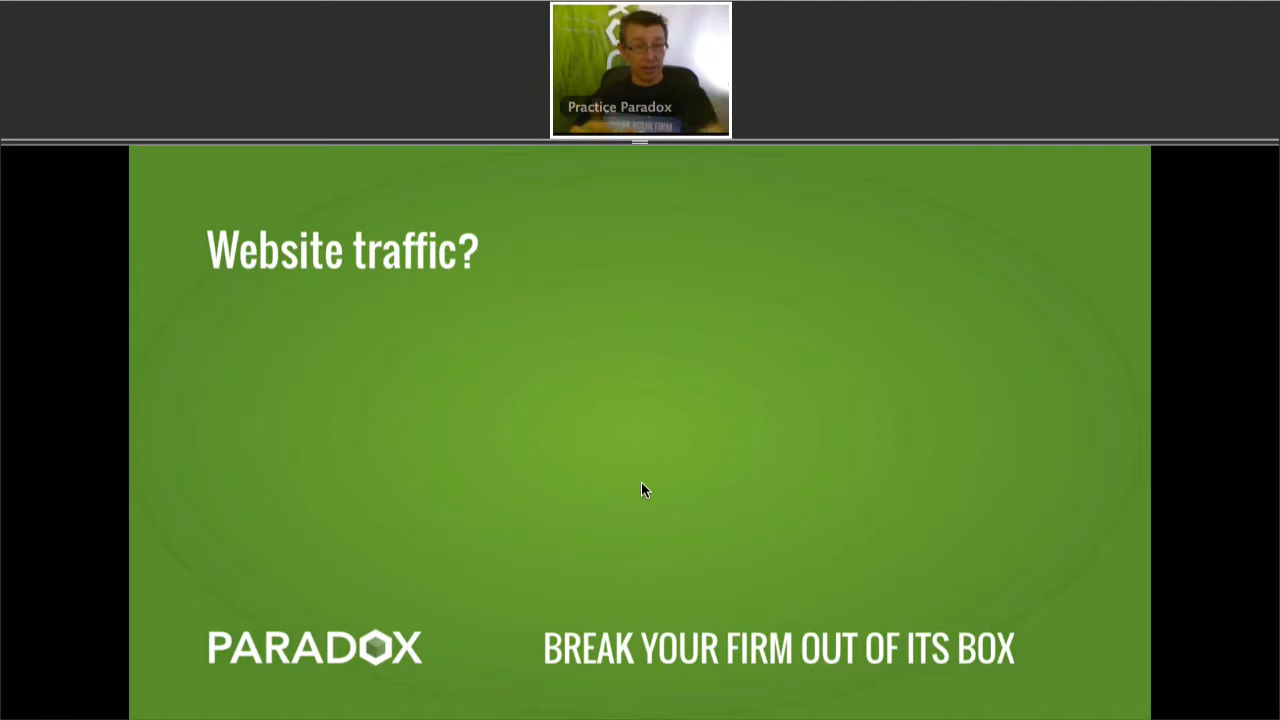 Practice Paradox
Website traffic?
PARADOX
BREAK YOUR FIRM OUT OF ITS BOX